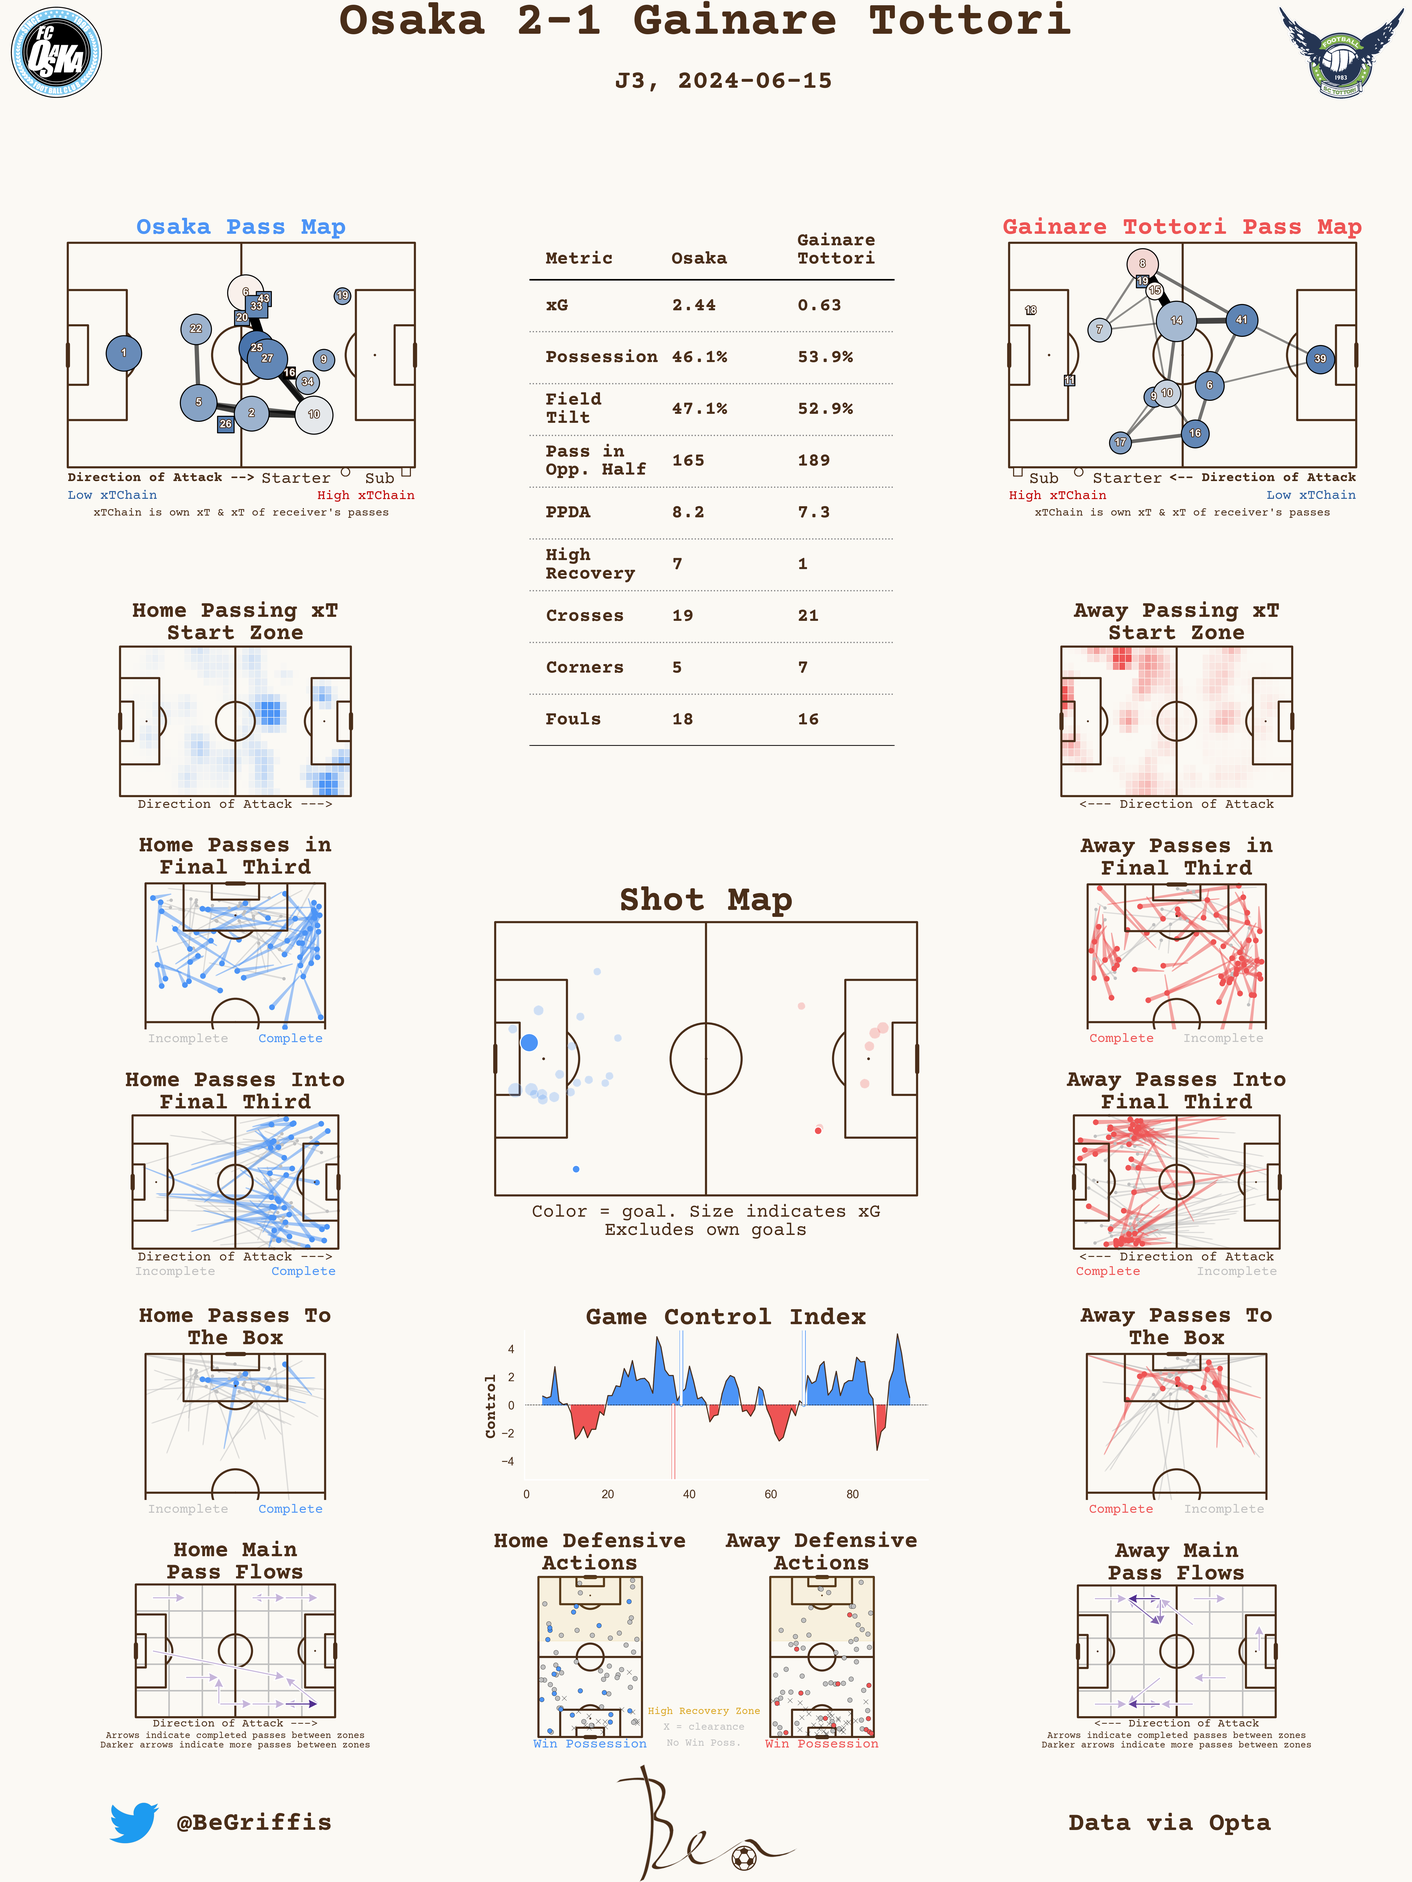 Osaka 2-1 Gainare Tottori
J3, 2024-06-15
FC
OSAKA
FOOTBALL
1983
S.C. TOTTORI
Osaka Pass Map
6
43
33
20
19
22
1
25
27
9
16
34
5
2
10
26
Direction of Attack --> Starter Sub
Low xTChain High xTChain
xTChain is own xT & xT of receiver's passes
Metric Osaka Gainare
Tottori
xG 2.44 0.63
Possession 46.1% 53.9%
Field
Tilt 47.1% 52.9%
Pass in
Opp. Half 165 189
PPDA 8.2 7.3
High
Recovery 7 1
Crosses 19 21
Corners 5 7
Fouls 18 16
Gainare Tottori Pass Map
8
19
15
18
7
14
41
39
11
9
10
6
17
16
Sub Starter <-- Direction of Attack
High xTChain Low xTChain
xTChain is own xT & xT of receiver's passes
Home Passing xT
Start Zone
Direction of Attack --->
Away Passing xT
Start Zone
<--- Direction of Attack
Home Passes in
Final Third
Incomplete Complete
Away Passes in
Final Third
Complete Incomplete
Shot Map
Color = goal. Size indicates xG
Excludes own goals
Home Passes Into
Final Third
Direction of Attack --->
Incomplete Complete
Away Passes Into
Final Third
<--- Direction of Attack
Complete Incomplete
Home Passes To
The Box
Incomplete Complete
Game Control Index
Control
4
2
0
−2
−4
0 20 40 60 80
Away Passes To
The Box
Complete Incomplete
Home Main
Pass Flows
Direction of Attack --->
Arrows indicate completed passes between zones
Darker arrows indicate more passes between zones
Home Defensive
Actions
Win Possession
High Recovery Zone
X = clearance
No Win Poss.
Away Defensive
Actions
Win Possession
Away Main
Pass Flows
<--- Direction of Attack
Arrows indicate completed passes between zones
Darker arrows indicate more passes between zones
@BeGriffis
Ben
Data via Opta